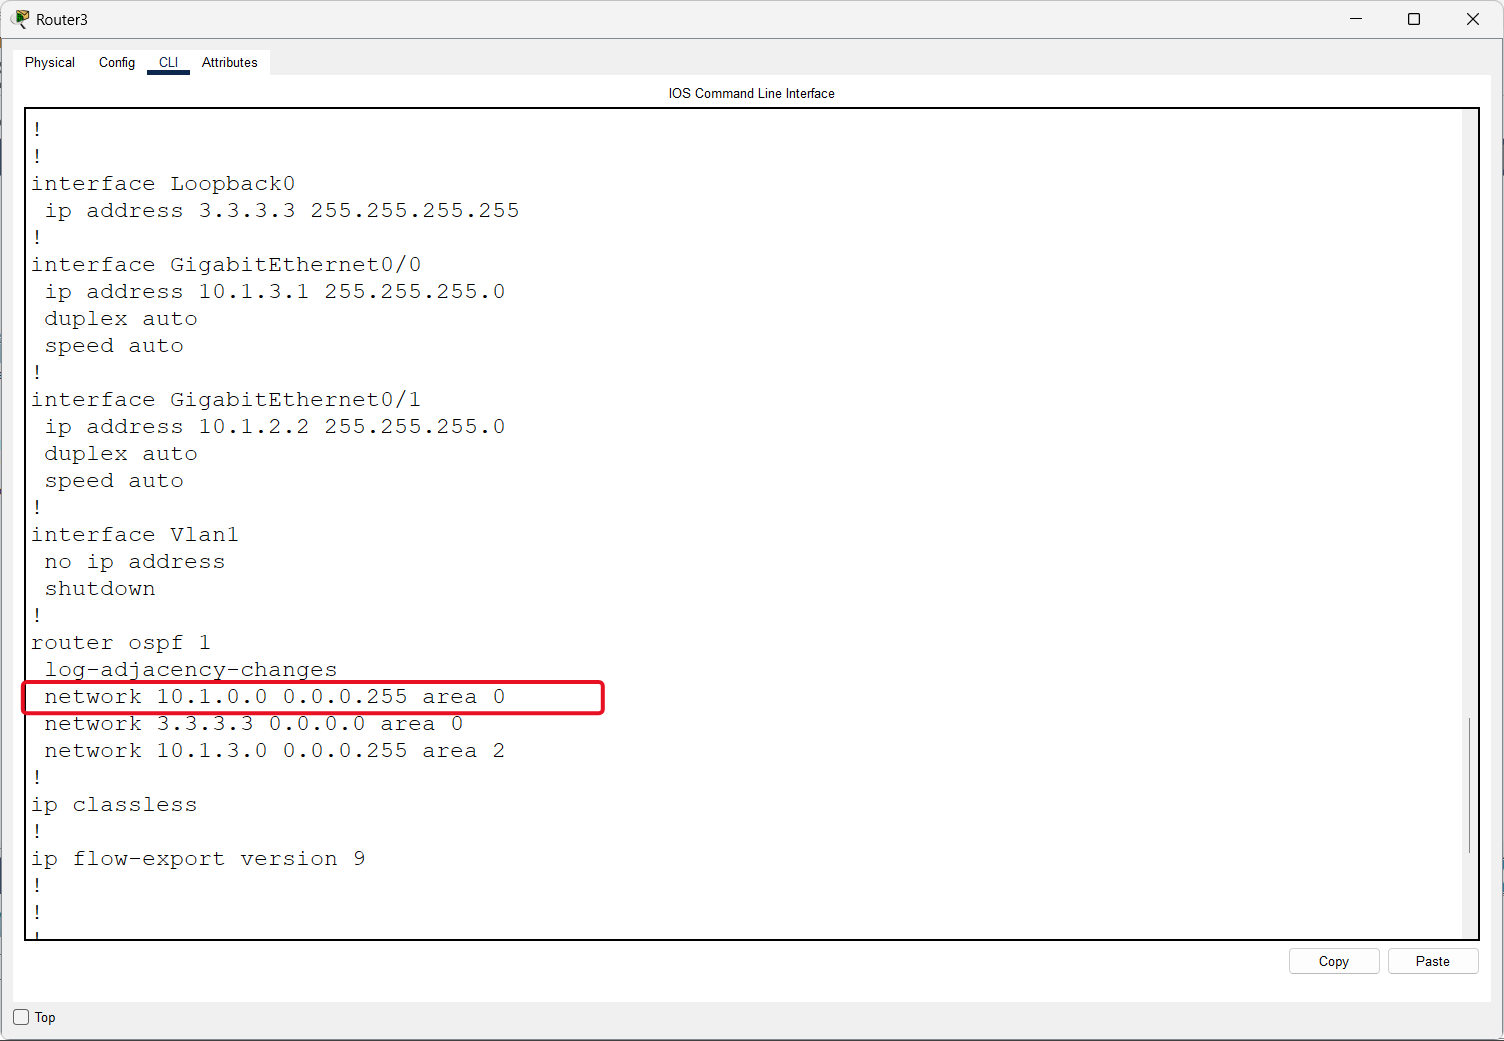 Router3
Physical Config CLI Attributes
IOS Command Line Interface
!
!
interface Loopback0
 ip address 3.3.3.3 255.255.255.255
!
interface GigabitEthernet0/0
 ip address 10.1.3.1 255.255.255.0
 duplex auto
 speed auto
!
interface GigabitEthernet0/1
 ip address 10.1.2.2 255.255.255.0
 duplex auto
 speed auto
!
interface Vlan1
 no ip address
 shutdown
!
router ospf 1
 log-adjacency-changes
 network 10.1.0.0 0.0.0.255 area 0
 network 3.3.3.3 0.0.0.0 area 0
 network 10.1.3.0 0.0.0.255 area 2
!
ip classless
!
ip flow-export version 9
!
!
!
Copy Paste
Top